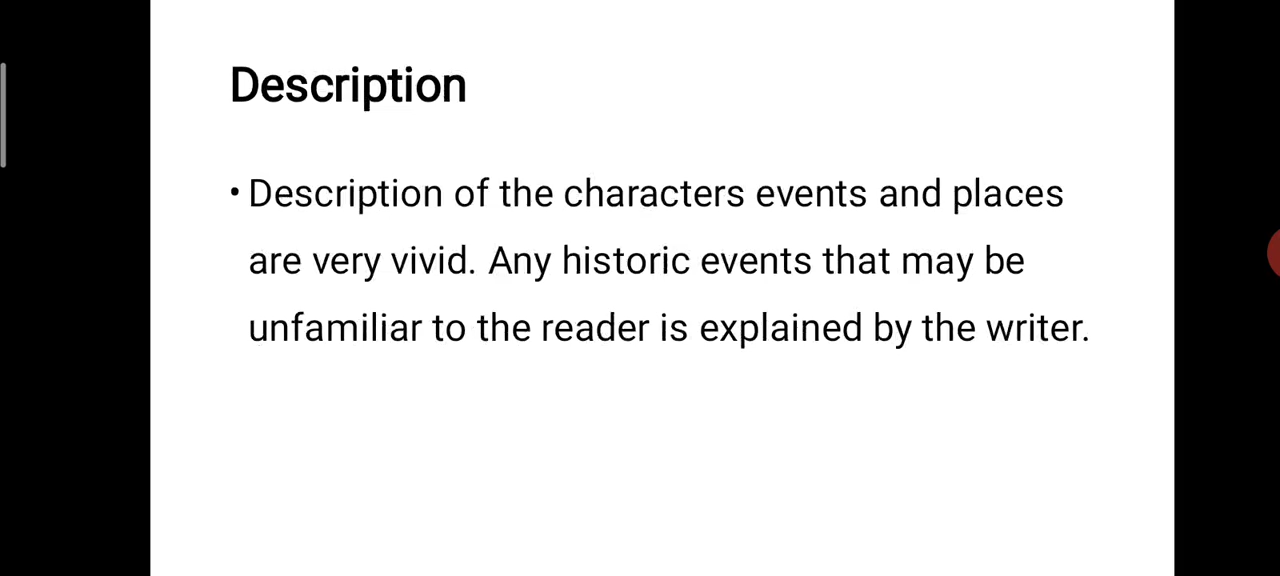 Description
• Description of the characters events and places
are very vivid. Any historic events that may be
unfamiliar to the reader is explained by the writer.